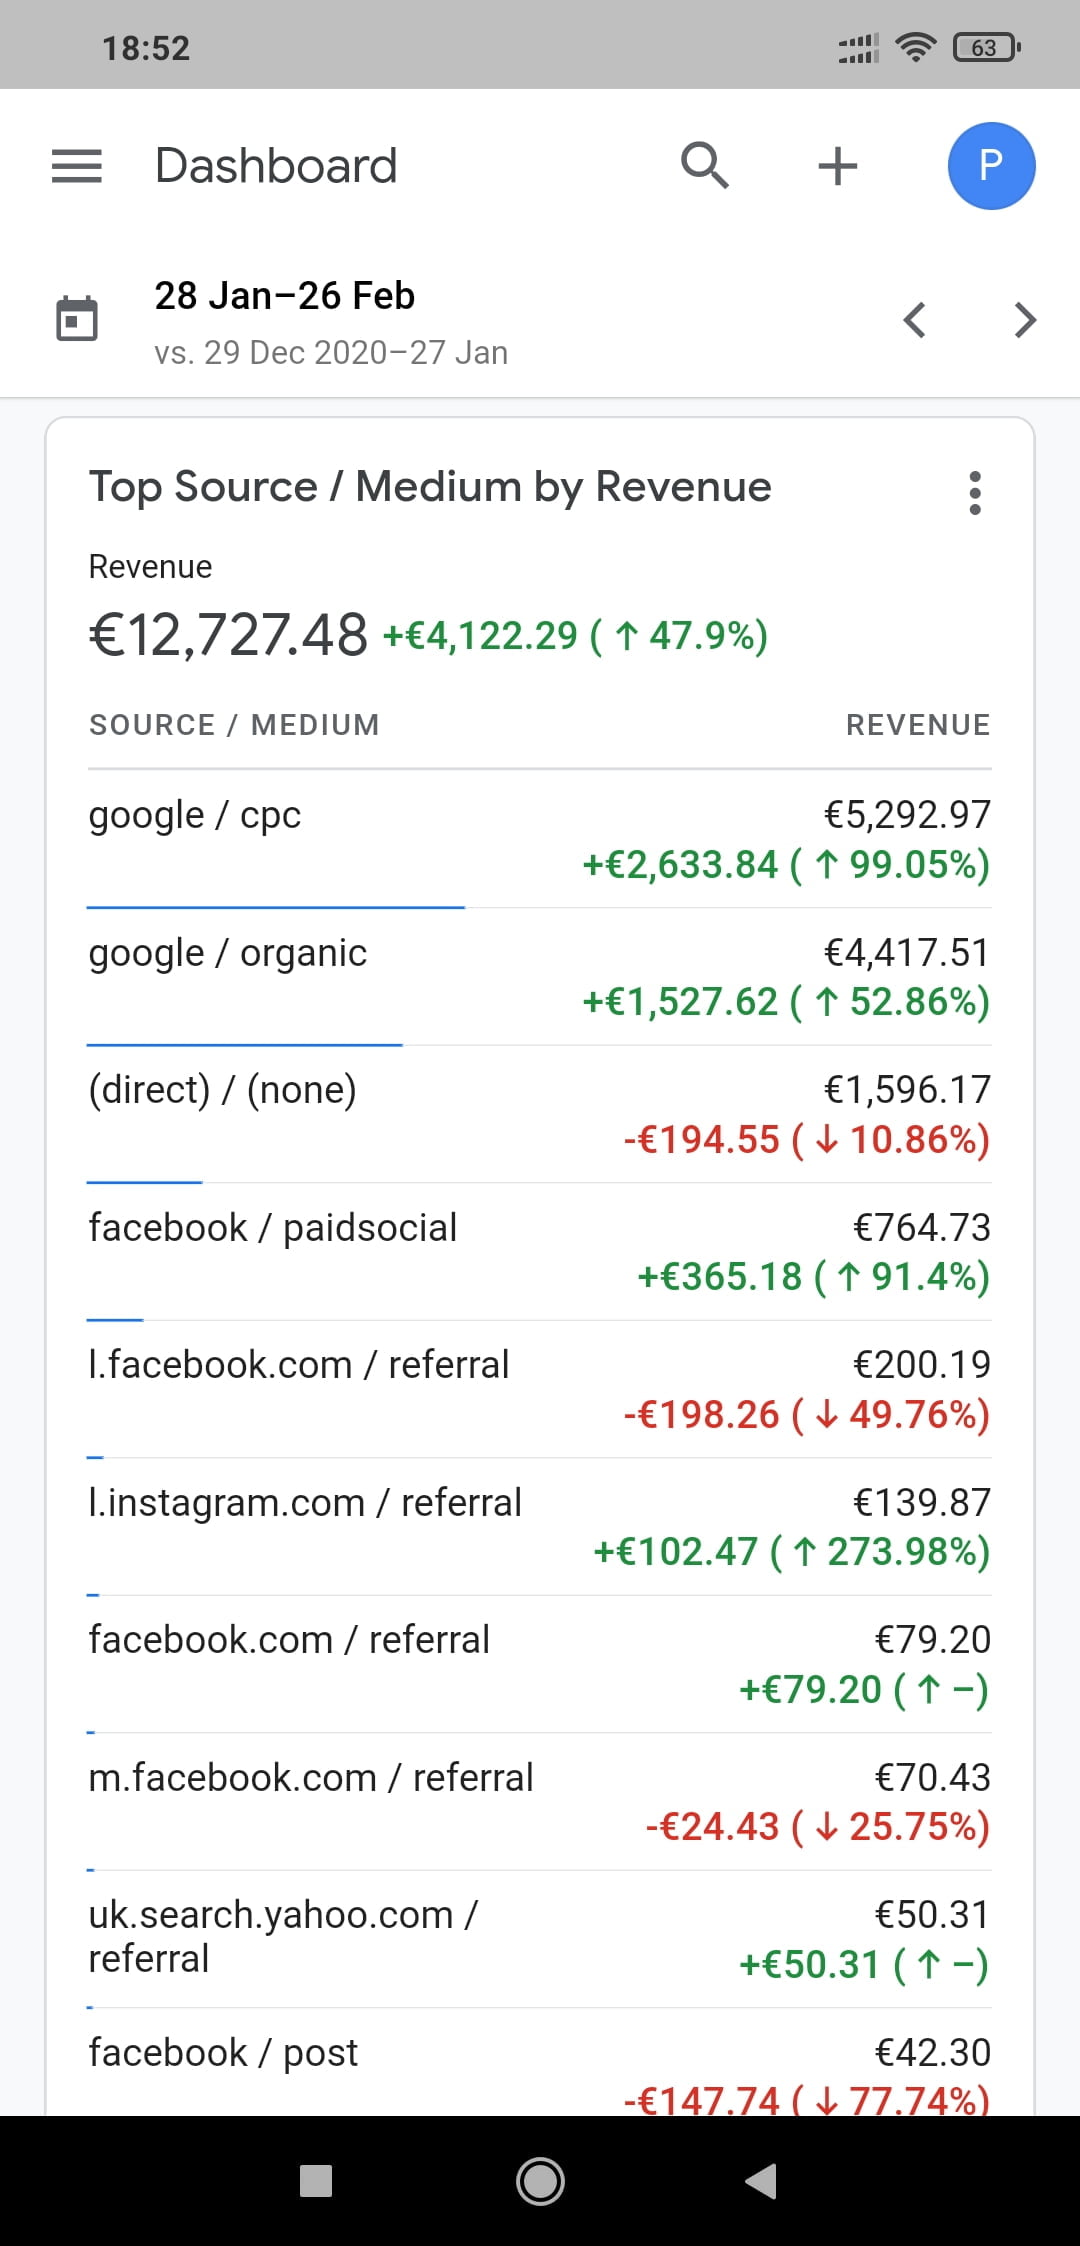 18:52
63
Dashboard
P
28 Jan–26 Feb
vs. 29 Dec 2020–27 Jan
Top Source / Medium by Revenue
Revenue
€12,727.48 +€4,122.29 ( ↑ 47.9%)
SOURCE / MEDIUM REVENUE
google / cpc €5,292.97
+€2,633.84 ( ↑ 99.05%)
google / organic €4,417.51
+€1,527.62 ( ↑ 52.86%)
(direct) / (none) €1,596.17
-€194.55 ( ↓ 10.86%)
facebook / paidsocial €764.73
+€365.18 ( ↑ 91.4%)
l.facebook.com / referral €200.19
-€198.26 ( ↓ 49.76%)
l.instagram.com / referral €139.87
+€102.47 ( ↑ 273.98%)
facebook.com / referral €79.20
+€79.20 ( ↑ –)
m.facebook.com / referral €70.43
-€24.43 ( ↓ 25.75%)
uk.search.yahoo.com / €50.31
referral +€50.31 ( ↑ –)
facebook / post €42.30
-€147.74 ( ↓ 77.74%)